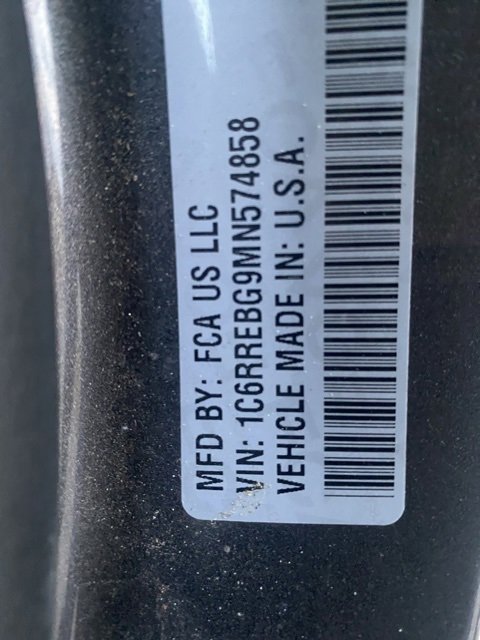 MFD BY: FCA US LLC
VIN: 1C6RREBG9MN574858
VEHICLE MADE IN: U.S.A.